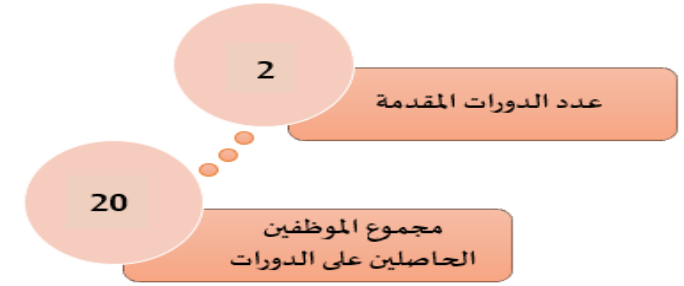 2
عدد الدورات المقدمة
20
مجموع الموظفين
الحاصلين على الدورات